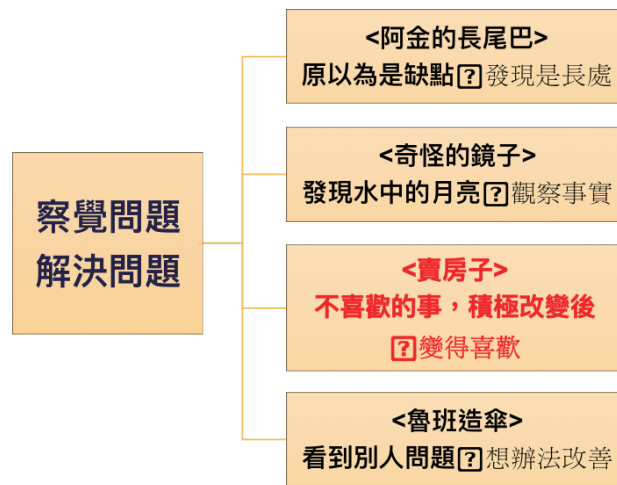 察覺問題
解決問題
<阿金的長尾巴>
原以為是缺點⍰發現是長處
<奇怪的鏡子>
發現水中的月亮⍰觀察事實
<賣房子>
不喜歡的事，積極改變後
⍰變得喜歡
<魯班造傘>
看到別人問題⍰想辦法改善